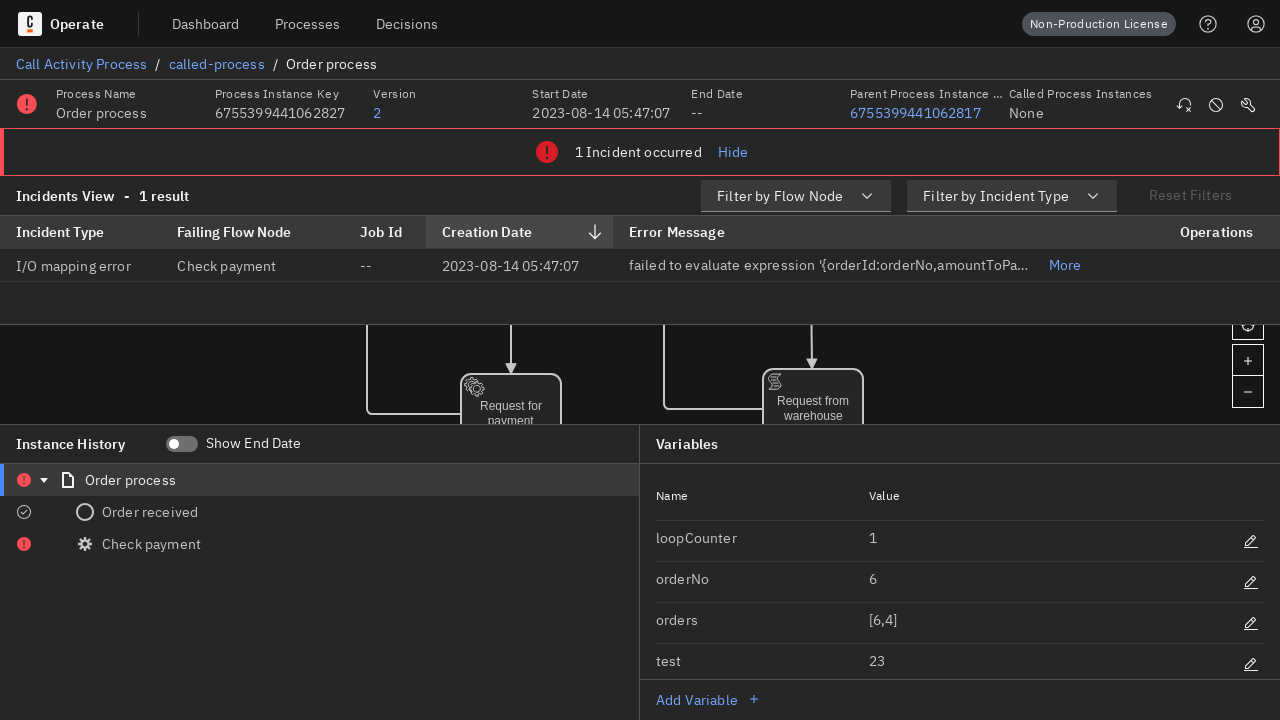 C Operate Dashboard Processes Decisions Non-Production License
Call Activity Process / called-process / Order process
Process Name Process Instance Key Version Start Date End Date Parent Process Instance ... Called Process Instances
Order process 6755399441062827 2 2023-08-14 05:47:07 -- 6755399441062817 None
1 Incident occurred Hide
Incidents View - 1 result Filter by Flow Node Filter by Incident Type Reset Filters
Incident Type Failing Flow Node Job Id Creation Date Error Message Operations
I/O mapping error Check payment -- 2023-08-14 05:47:07 failed to evaluate expression '{orderId:orderNo,amountToPa... More
Request for
payment
Request from
warehouse
Instance History Show End Date
Order process
Order received
Check payment
Variables
Name Value
loopCounter 1
orderNo 6
orders [6,4]
test 23
Add Variable +